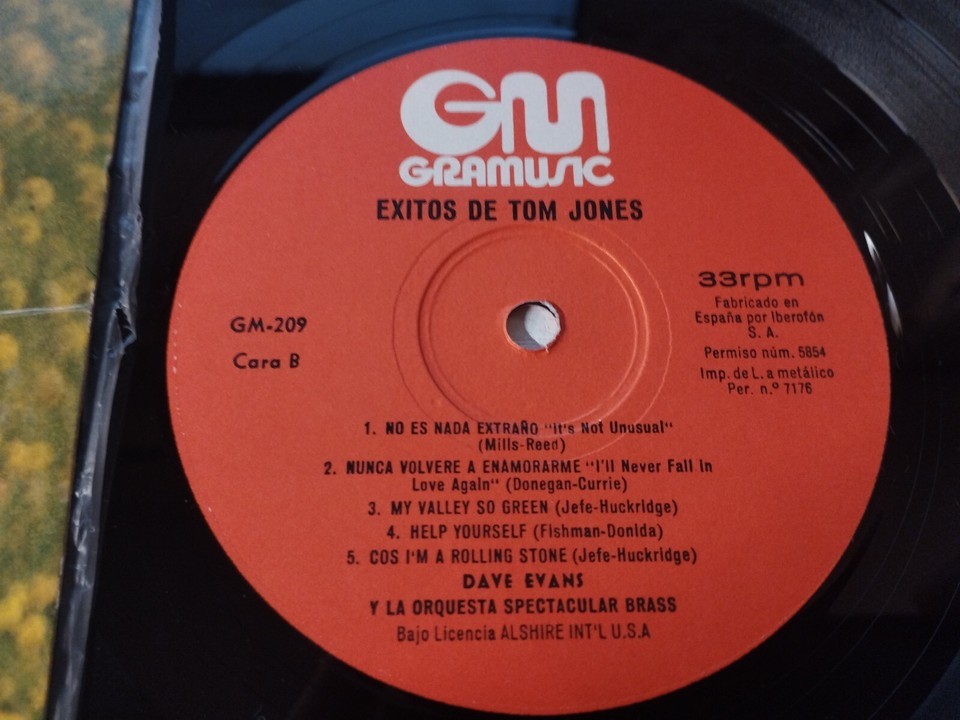 GM
GRAMUSIC
EXITOS DE TOM JONES
33rpm
Fabricado en
España por Iberofón
S. A.
Permiso núm. 5854
Imp. de L. a metálico
Per. n.º 7176
GM-209
Cara B
1. NO ES NADA EXTRAÑO "It's Not Unusual"
(Mills-Reed)
2. NUNCA VOLVERE A ENAMORARME "I'll Never Fall In
Love Again" (Donegan-Currie)
3. MY VALLEY SO GREEN (Jefe-Huckridge)
4. HELP YOURSELF (Fishman-Donida)
5. COS I'M A ROLLING STONE (Jefe-Huckridge)
DAVE EVANS
Y LA ORQUESTA SPECTACULAR BRASS
Bajo Licencia ALSHIRE INT'L U.S.A